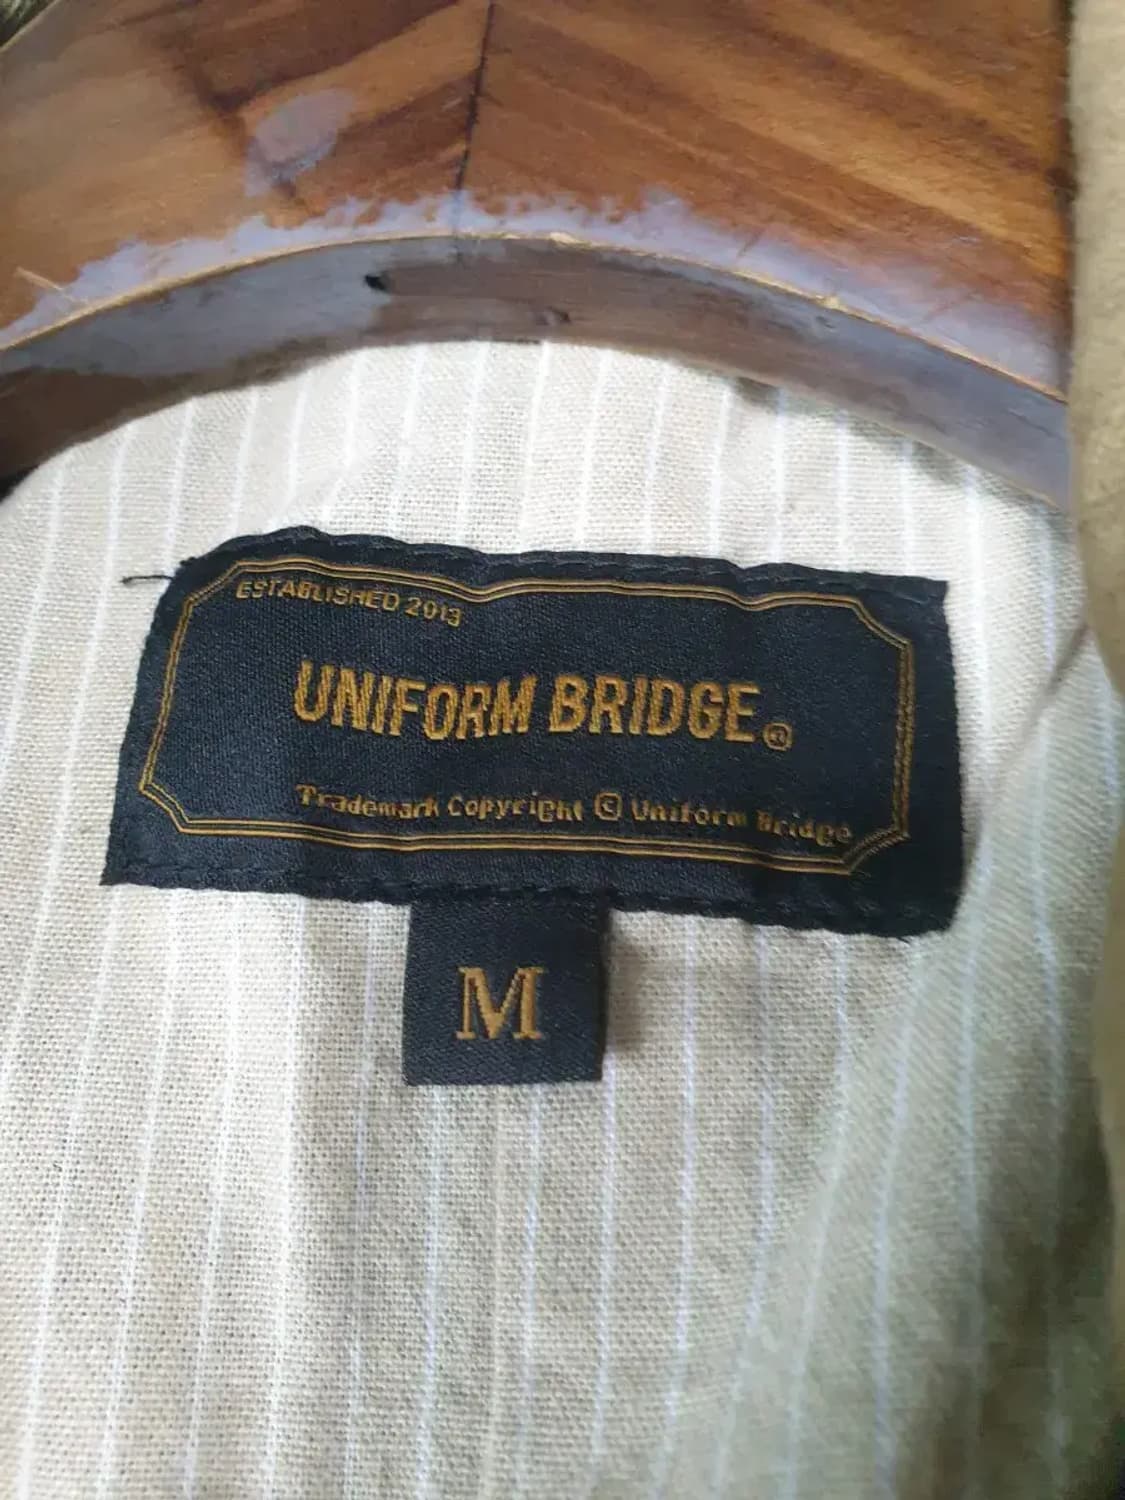 ESTABLISHED 2013
UNIFORM BRIDGE®
Trademark Copyright © Uniform Bridge
M